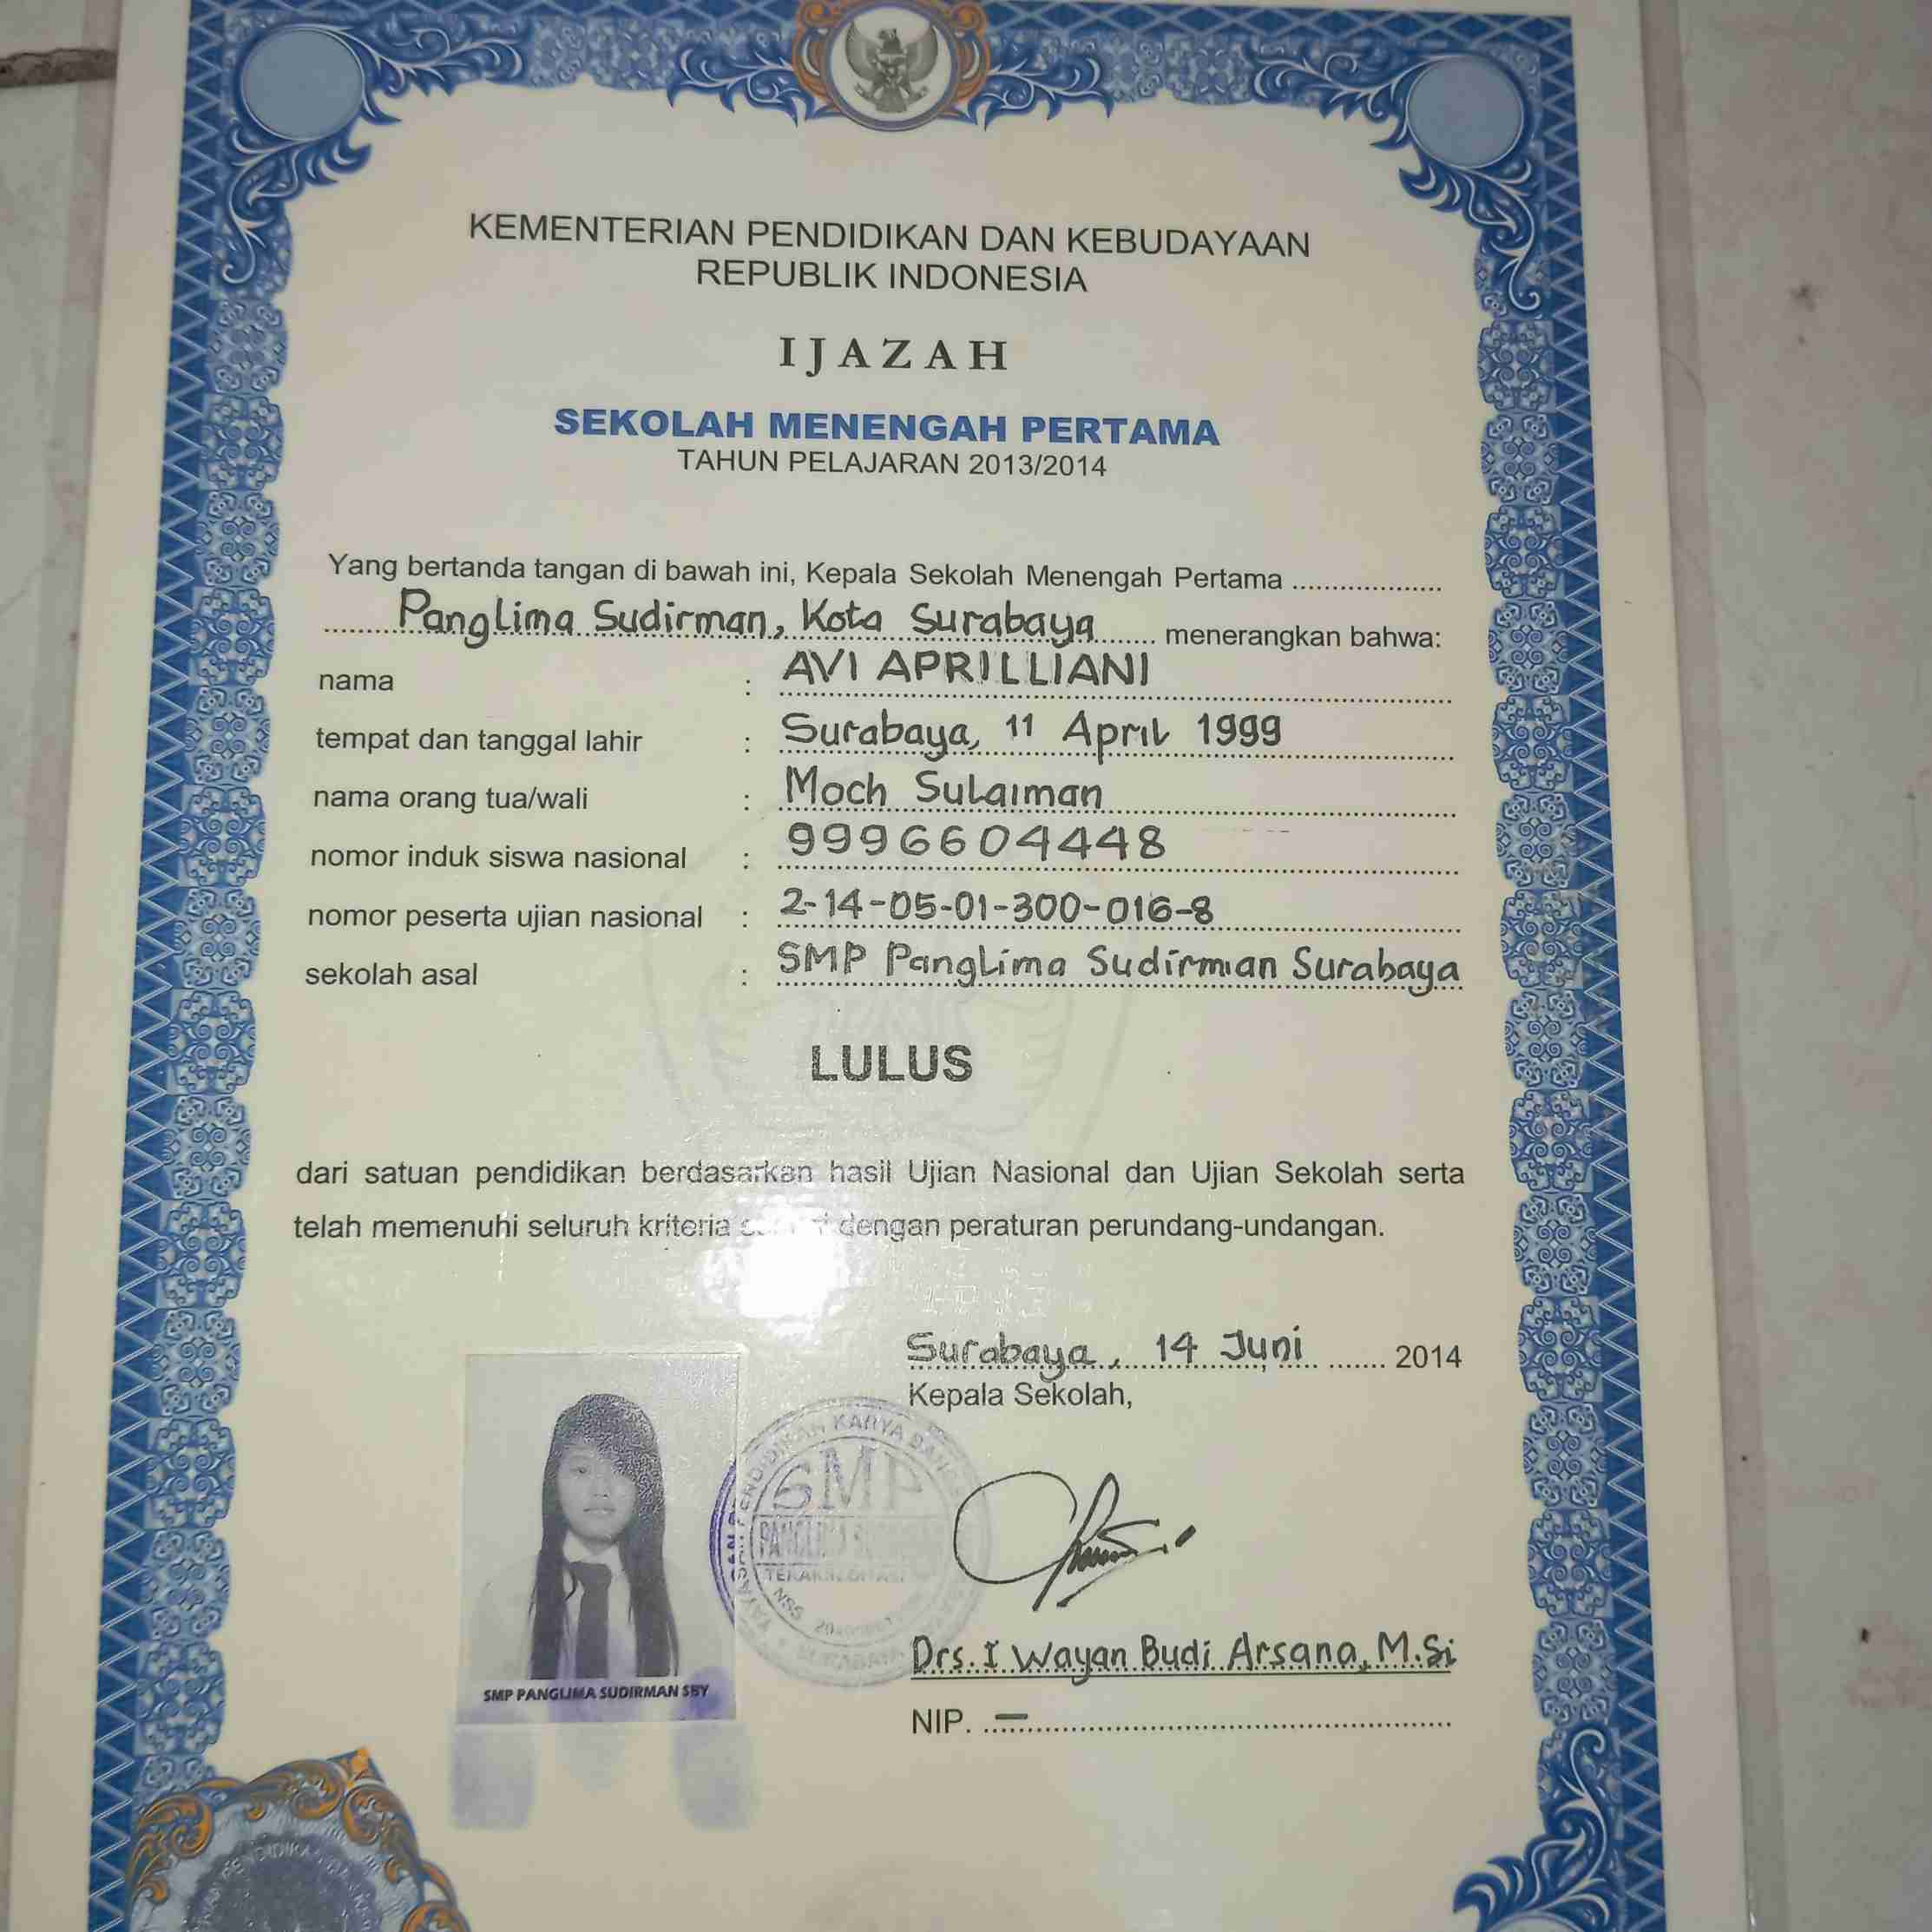 KEMENTERIAN PENDIDIKAN DAN KEBUDAYAAN
REPUBLIK INDONESIA
IJAZAH
SEKOLAH MENENGAH PERTAMA
TAHUN PELAJARAN 2013/2014
Yang bertanda tangan di bawah ini, Kepala Sekolah Menengah Pertama ..................
Panglima Sudirman, Kota Surabaya menerangkan bahwa:
nama : AVI APRILLIANI
tempat dan tanggal lahir : Surabaya, 11 April 1999
nama orang tua/wali : Moch Sulaiman
nomor induk siswa nasional : 9996604448
nomor peserta ujian nasional : 2-14-05-01-300-016-8
sekolah asal : SMP Panglima Sudirman Surabaya
LULUS
dari satuan pendidikan berdasarkan hasil Ujian Nasional dan Ujian Sekolah serta
telah memenuhi seluruh kriteria dengan peraturan perundang-undangan.
Surabaya, 14 Juni 2014
Kepala Sekolah,
PENDIDIKAN KARYA
SMP
PANGLIMA
NSS
SURABAYA
Drs. I Wayan Budi Arsana, M.Si
SMP PANGLIMA SUDIRMAN SBY
NIP. —